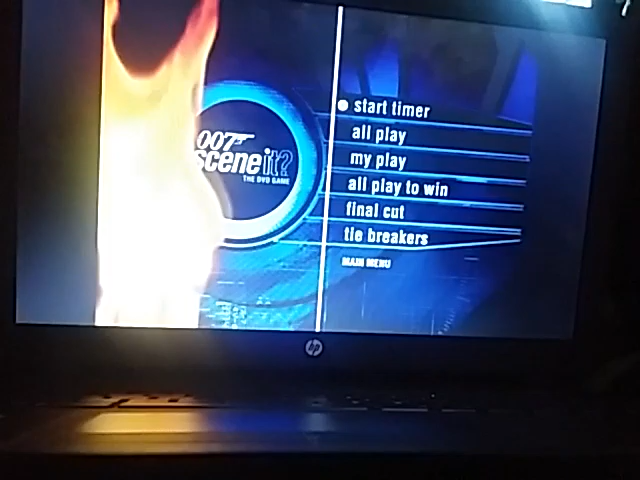 007
scene it?
THE DVD GAME
start timer
all play
my play
all play to win
final cut
tie breakers
MAIN MENU
hp